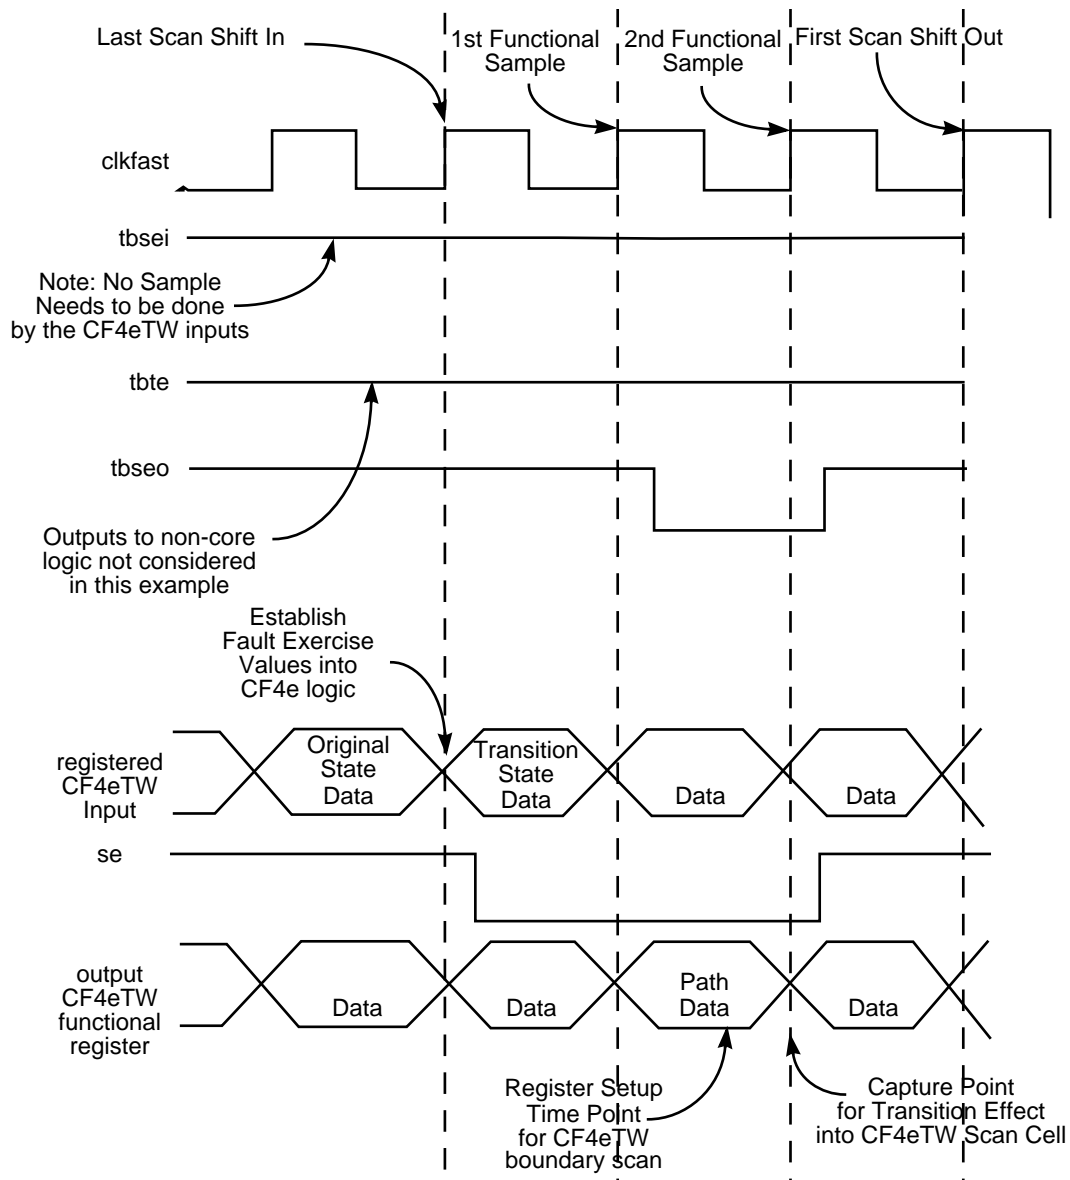 Last Scan Shift In
1st Functional
Sample
2nd Functional
Sample
First Scan Shift Out
clkfast
tbsei
Note: No Sample
Needs to be done
by the CF4eTW inputs
tbte
tbseo
Outputs to non-core
logic not considered
in this example
Establish
Fault Exercise
Values into
CF4e logic
registered
CF4eTW
Input
Original
State
Data
Transition
State
Data
Data
Data
se
output
CF4eTW
functional
register
Data
Data
Path
Data
Data
Register Setup
Time Point
for CF4eTW
boundary scan
Capture Point
for Transition Effect
into CF4eTW Scan Cell